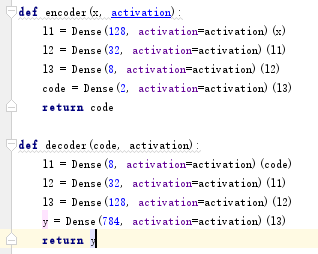 def encoder(x, activation):
    l1 = Dense(128, activation=activation)(x)
    l2 = Dense(32, activation=activation)(l1)
    l3 = Dense(8, activation=activation)(l2)
    code = Dense(2, activation=activation)(l3)
    return code
def decoder(code, activation):
    l1 = Dense(8, activation=activation)(code)
    l2 = Dense(32, activation=activation)(l1)
    l3 = Dense(128, activation=activation)(l2)
    y = Dense(784, activation=activation)(l3)
    return y